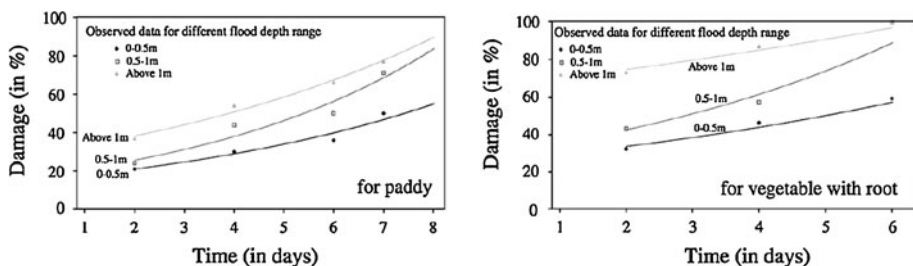 100
80
60
40
20
0
Damage (in %)
Observed data for different flood depth range
0-0.5m
0.5-1m
Above 1m
Above 1m
0.5-1m
0-0.5m
for paddy
1 2 3 4 5 6 7 8
Time (in days)
100
80
60
40
20
0
Damage (in %)
Observed data for different flood depth range
0-0.5m
0.5-1m
Above 1m
Above 1m
0.5-1m
0-0.5m
for vegetable with root
1 2 3 4 5 6
Time (in days)